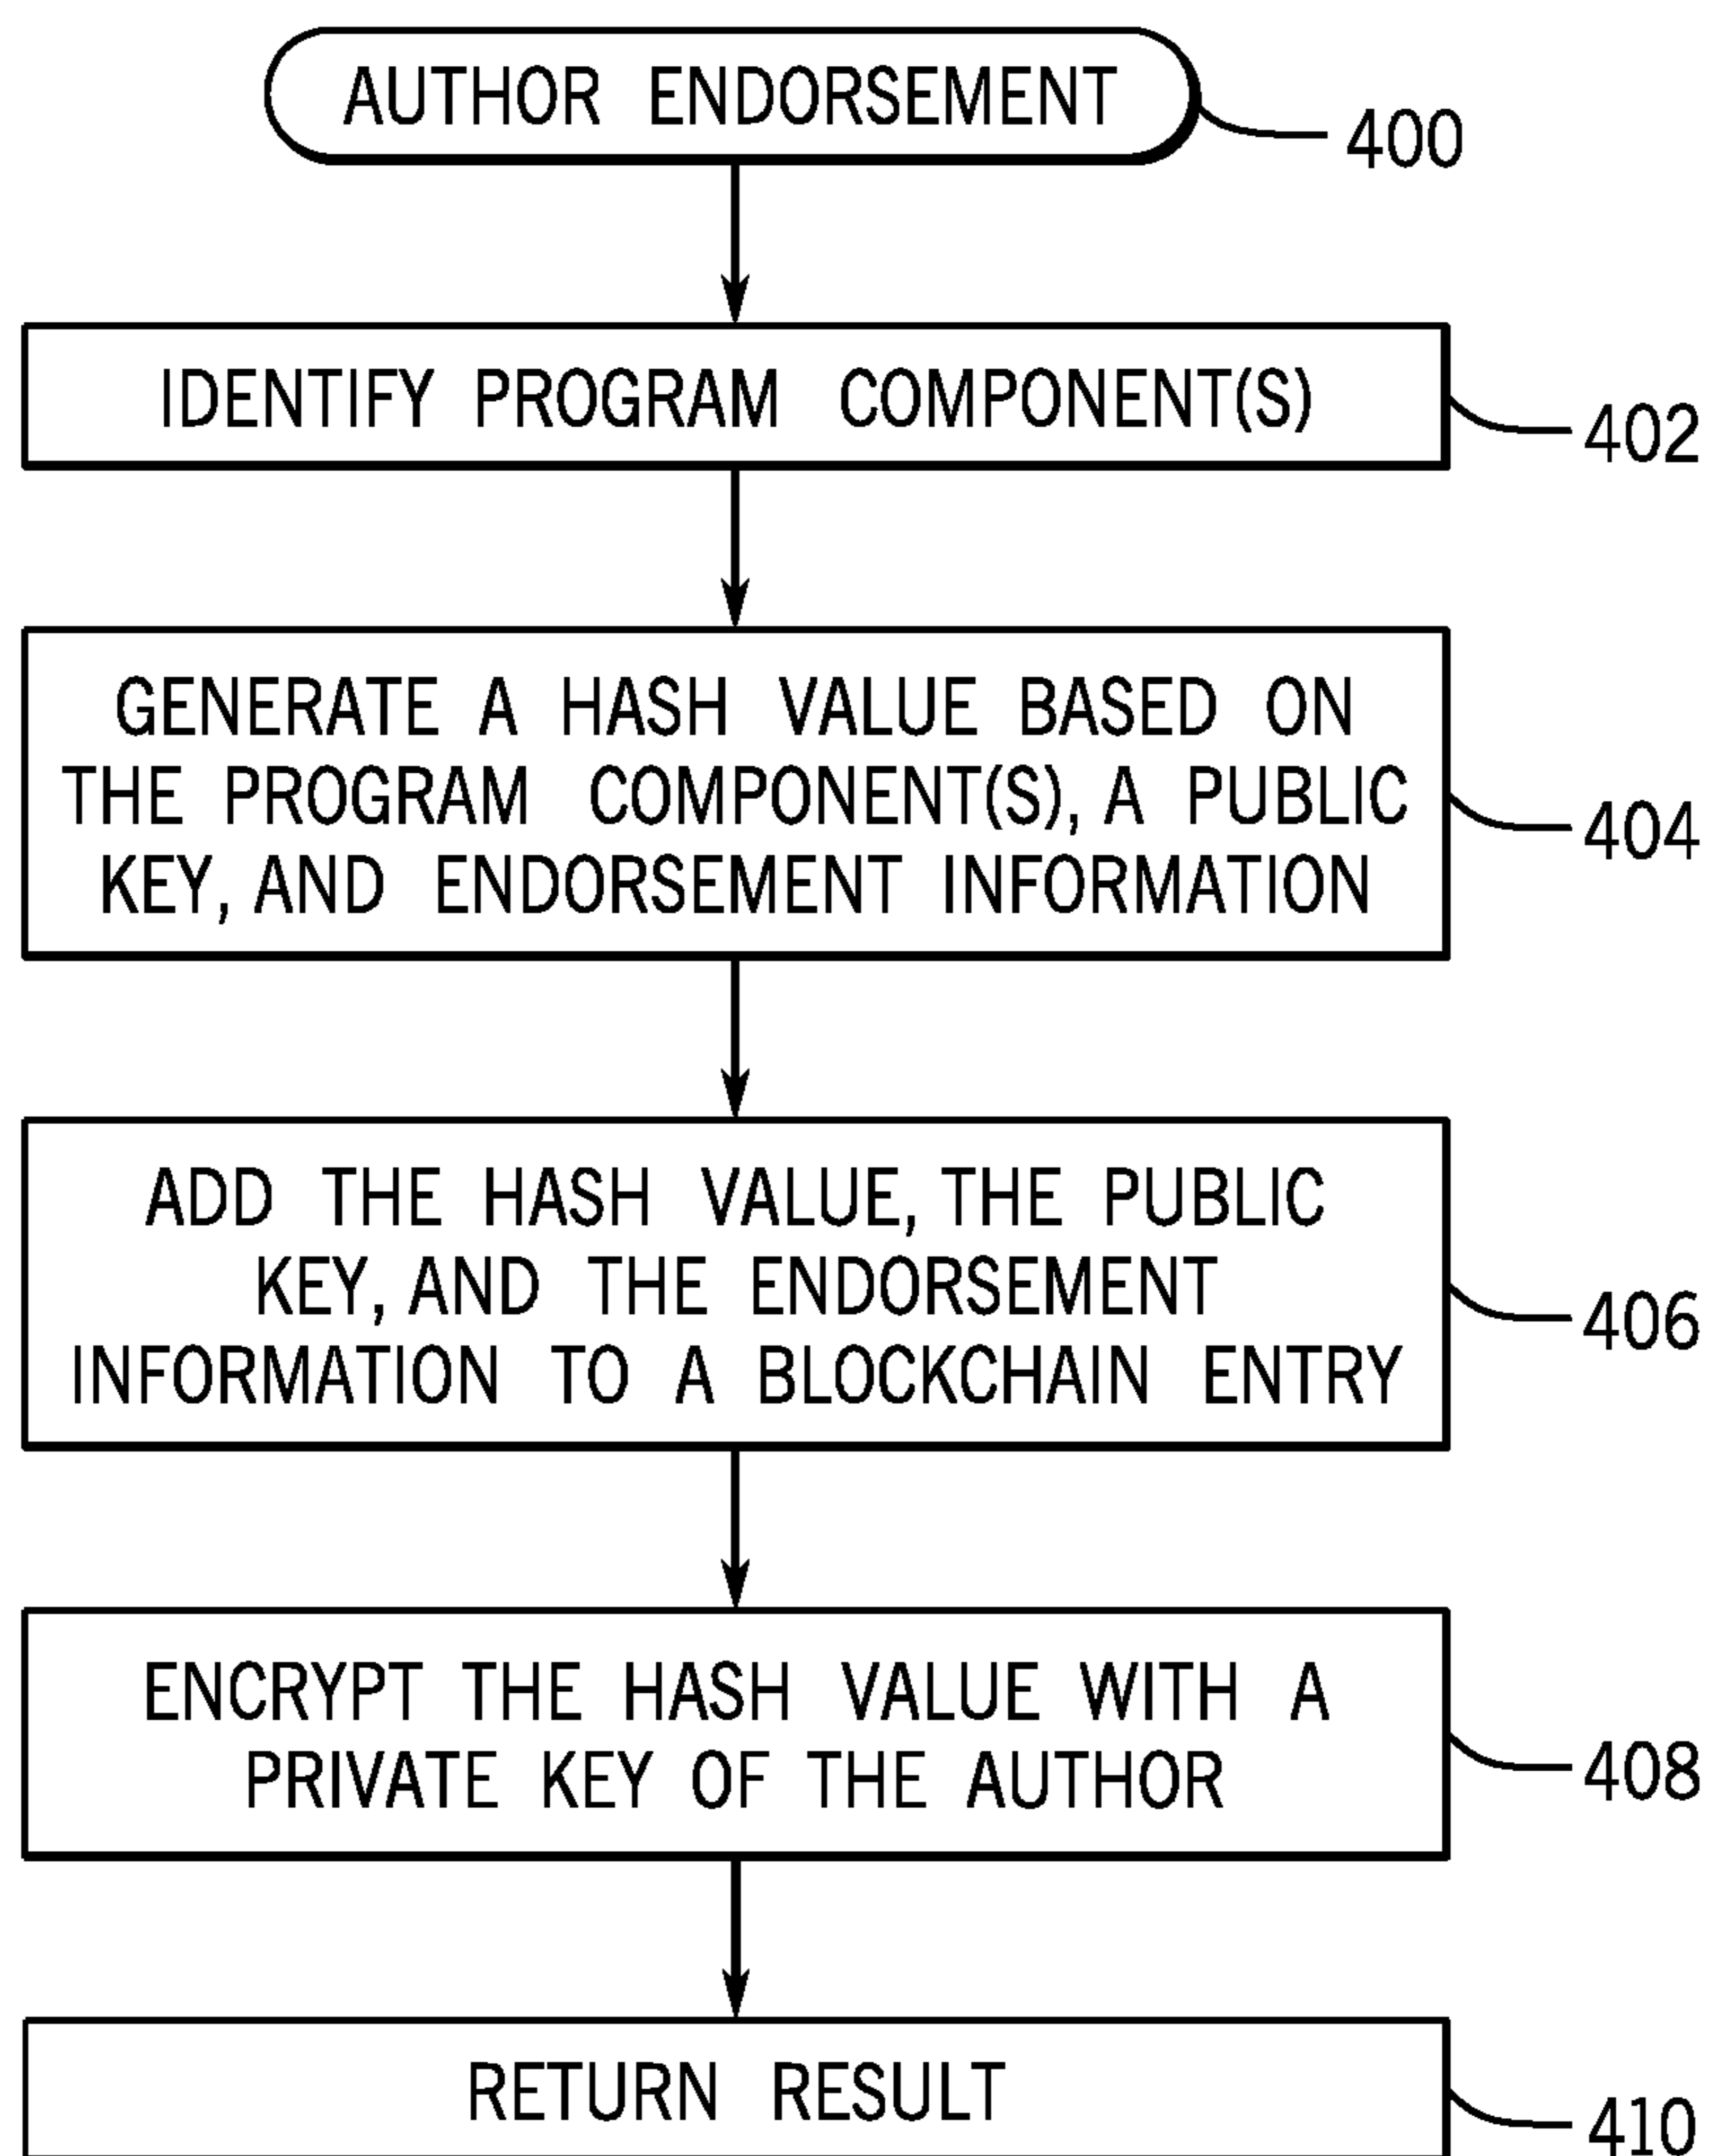 AUTHOR ENDORSEMENT
400
IDENTIFY PROGRAM COMPONENT(S)
402
GENERATE A HASH VALUE BASED ON
THE PROGRAM COMPONENT(S), A PUBLIC
KEY, AND ENDORSEMENT INFORMATION
404
ADD THE HASH VALUE, THE PUBLIC
KEY, AND THE ENDORSEMENT
INFORMATION TO A BLOCKCHAIN ENTRY
406
ENCRYPT THE HASH VALUE WITH A
PRIVATE KEY OF THE AUTHOR
408
RETURN RESULT
410